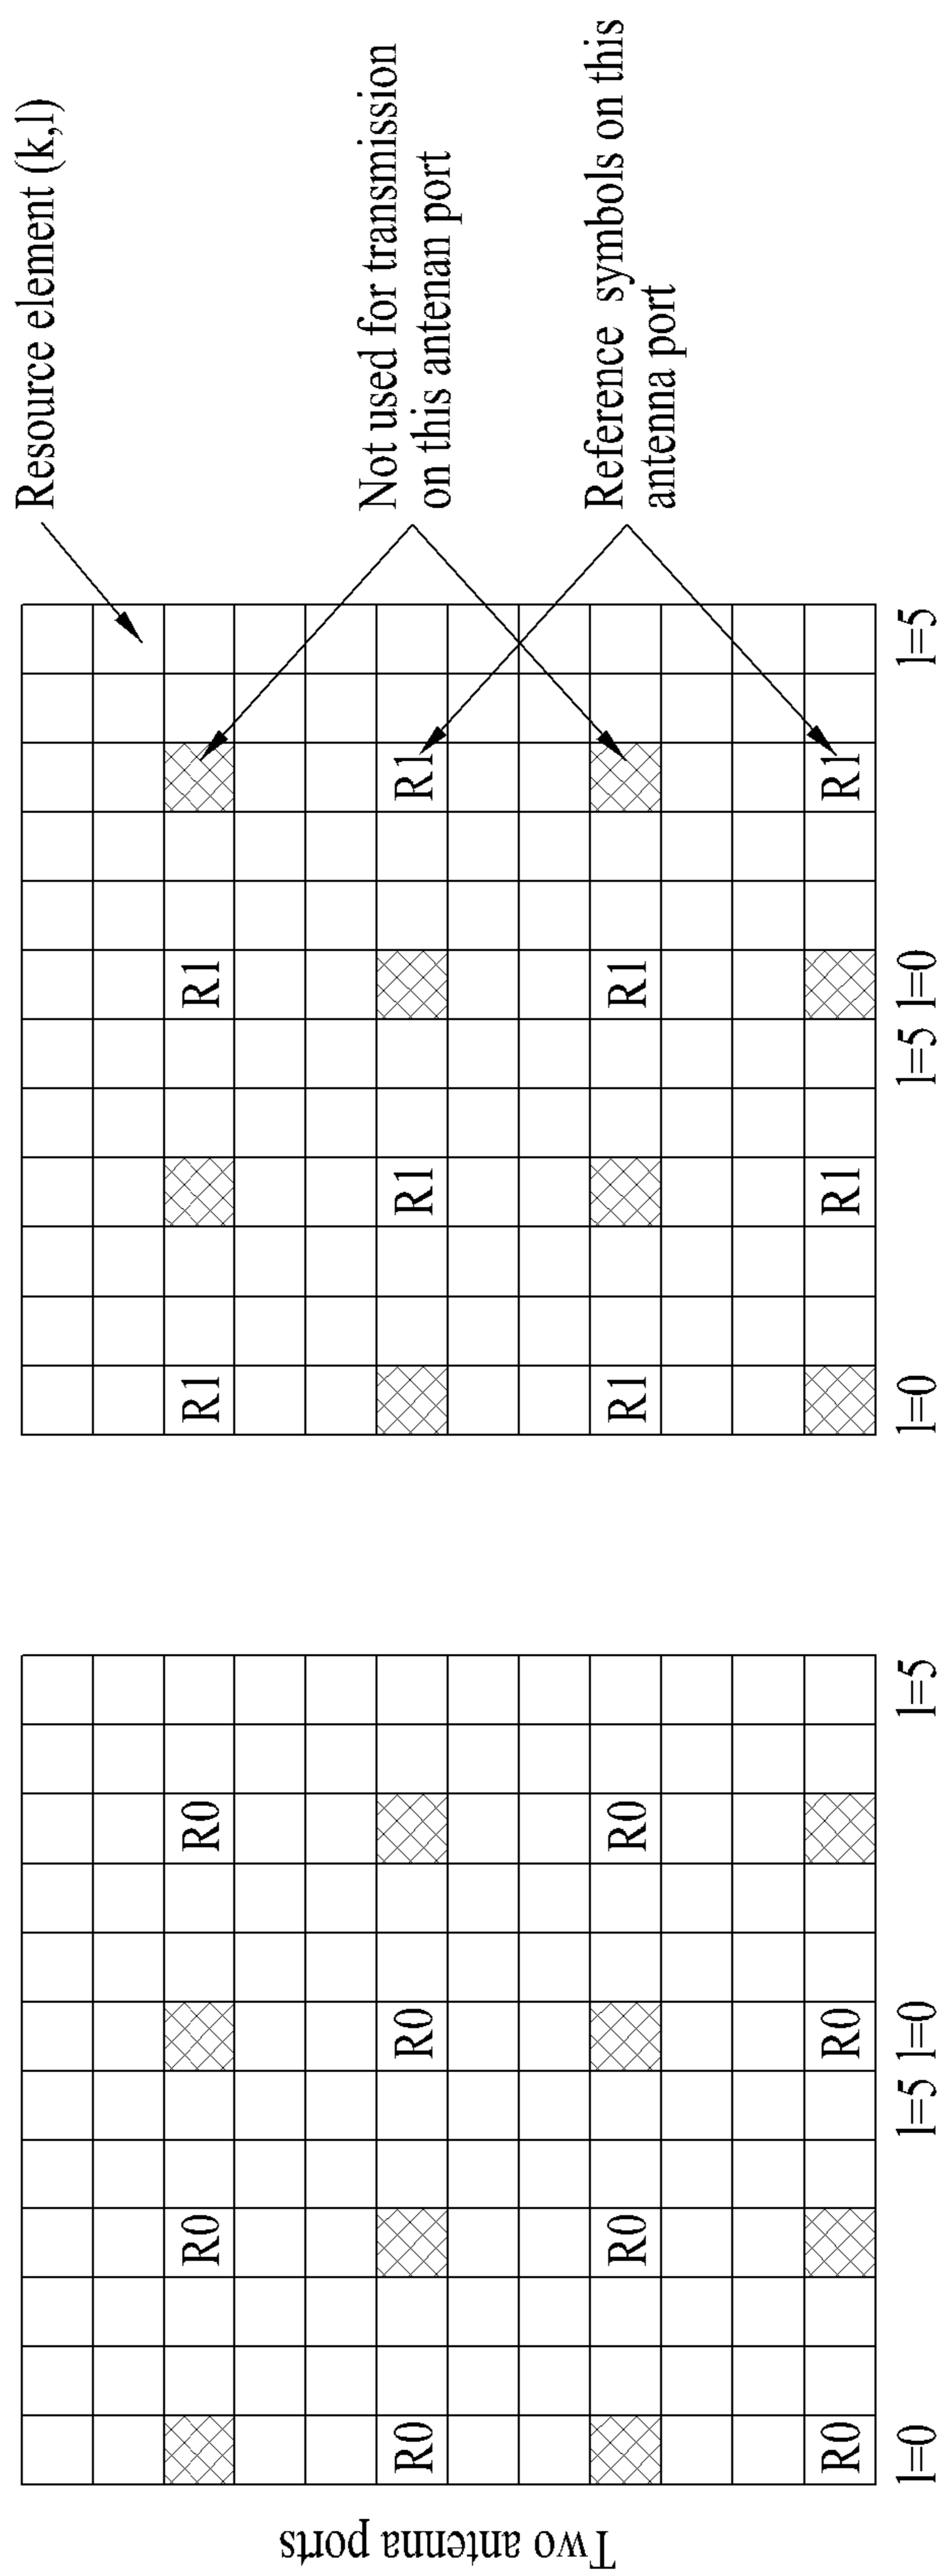 Two antenna ports
Resource element (k,l)
R0 R0 R1 R1
Not used for transmission
on this antenan port
R0 R0 R1 R1
Reference symbols on this
antenna port
R0 R0 R1 R1
R0 R0 R1 R1
l=0 l=5 l=0 l=5
l=0 l=5 l=0 l=5